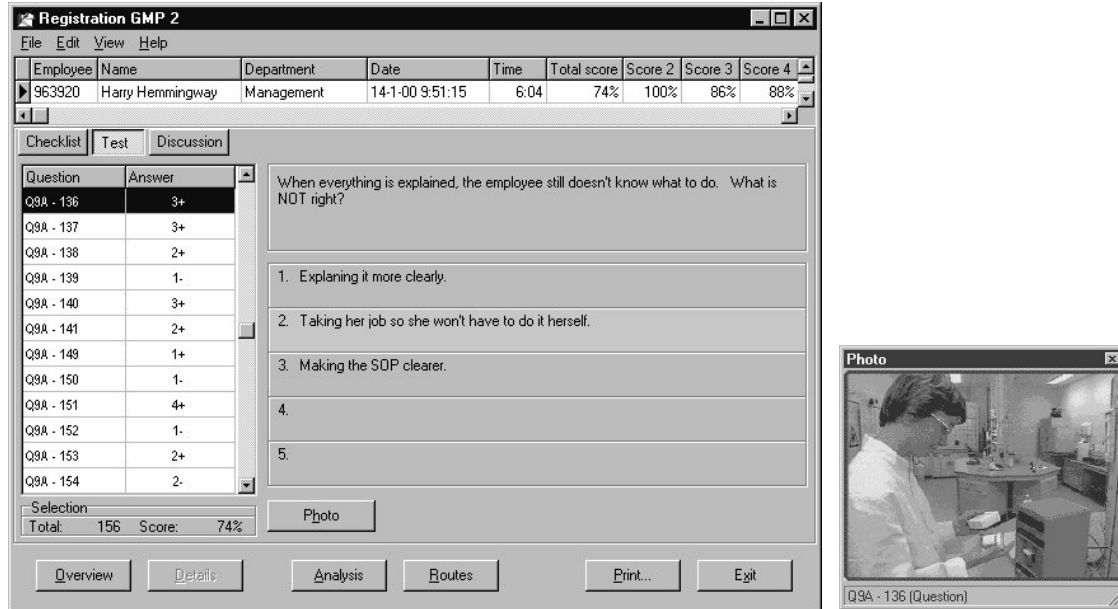 Registration GMP 2
File Edit View Help
Employee Name Department Date Time Total score Score 2 Score 3 Score 4
963920 Harry Hemmingway Management 14-1-00 9:51:15 6:04 74% 100% 86% 88%
Checklist Test Discussion
Question Answer
Q9A - 136 3+
Q9A - 137 3+
Q9A - 138 2+
Q9A - 139 1-
Q9A - 140 3+
Q9A - 141 2+
Q9A - 149 1+
Q9A - 150 1-
Q9A - 151 4+
Q9A - 152 1-
Q9A - 153 2+
Q9A - 154 2-
Selection
Total: 156 Score: 74%
When everything is explained, the employee still doesn't know what to do. What is
NOT right?
1. Explaning it more clearly.
2. Taking her job so she won't have to do it herself.
3. Making the SOP clearer.
4.
5.
Photo
Overview Details Analysis Routes Print... Exit
Photo
Q9A - 136 (Question)